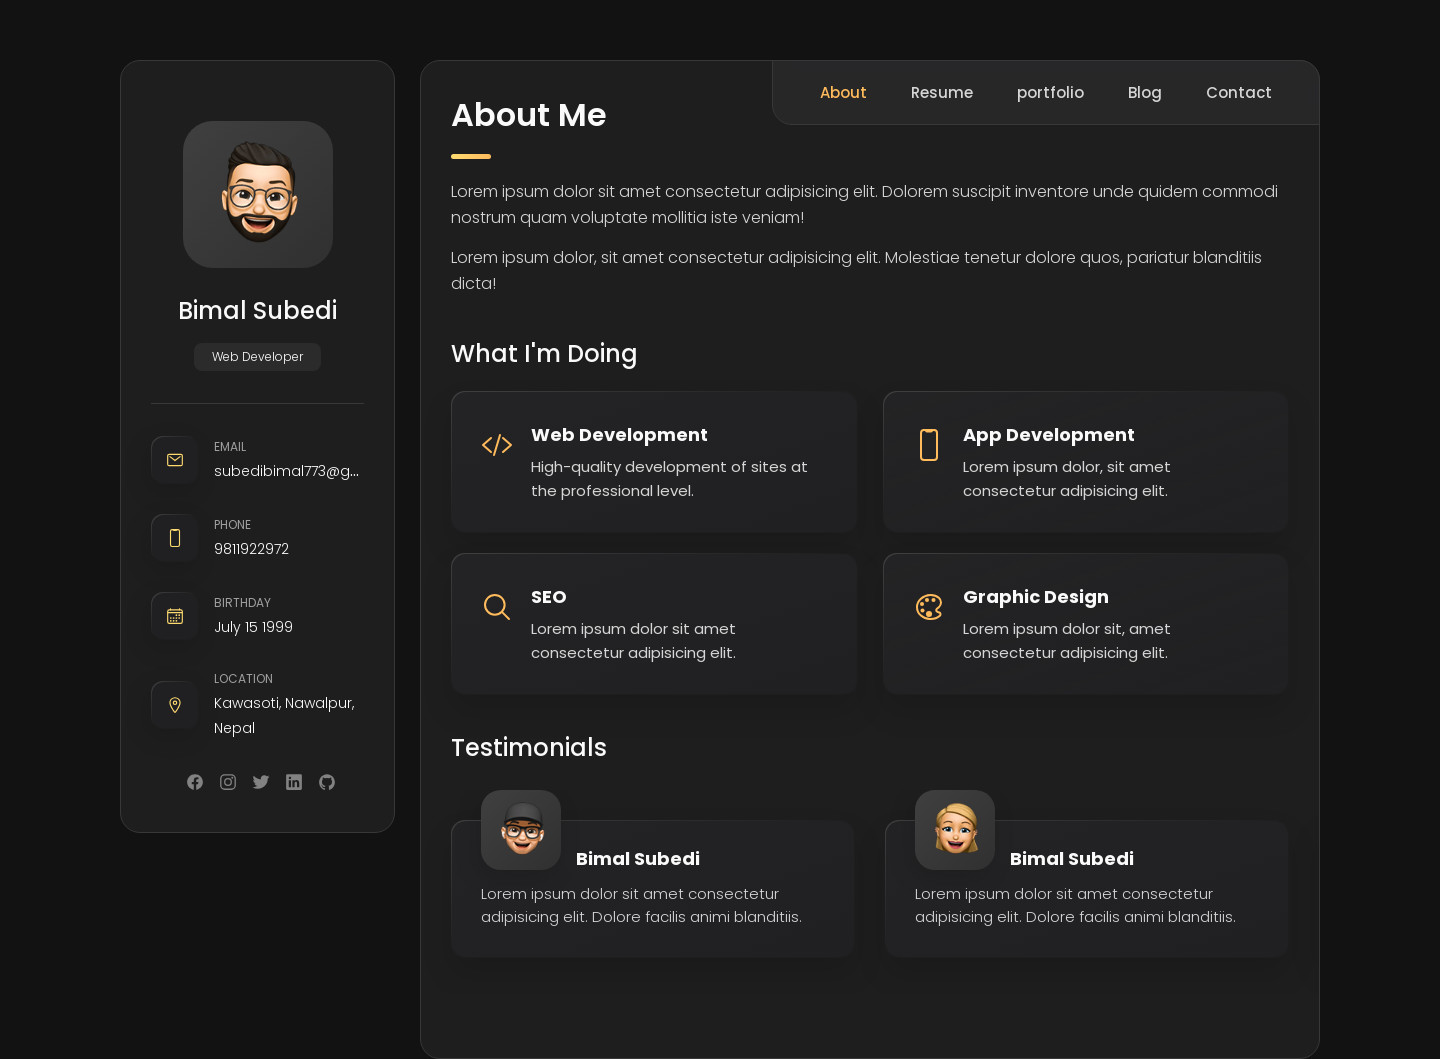 Bimal Subedi
Web Developer
EMAIL
subedibimal773@g...
PHONE
9811922972
BIRTHDAY
July 15 1999
LOCATION
Kawasoti, Nawalpur,
Nepal
About Resume portfolio Blog Contact
About Me
Lorem ipsum dolor sit amet consectetur adipisicing elit. Dolorem suscipit inventore unde quidem commodi
nostrum quam voluptate mollitia iste veniam!
Lorem ipsum dolor, sit amet consectetur adipisicing elit. Molestiae tenetur dolore quos, pariatur blanditiis
dicta!
What I'm Doing
Web Development
High-quality development of sites at
the professional level.
App Development
Lorem ipsum dolor, sit amet
consectetur adipisicing elit.
SEO
Lorem ipsum dolor sit amet
consectetur adipisicing elit.
Graphic Design
Lorem ipsum dolor sit, amet
consectetur adipisicing elit.
Testimonials
Bimal Subedi
Lorem ipsum dolor sit amet consectetur
adipisicing elit. Dolore facilis animi blanditiis.
Bimal Subedi
Lorem ipsum dolor sit amet consectetur
adipisicing elit. Dolore facilis animi blanditiis.